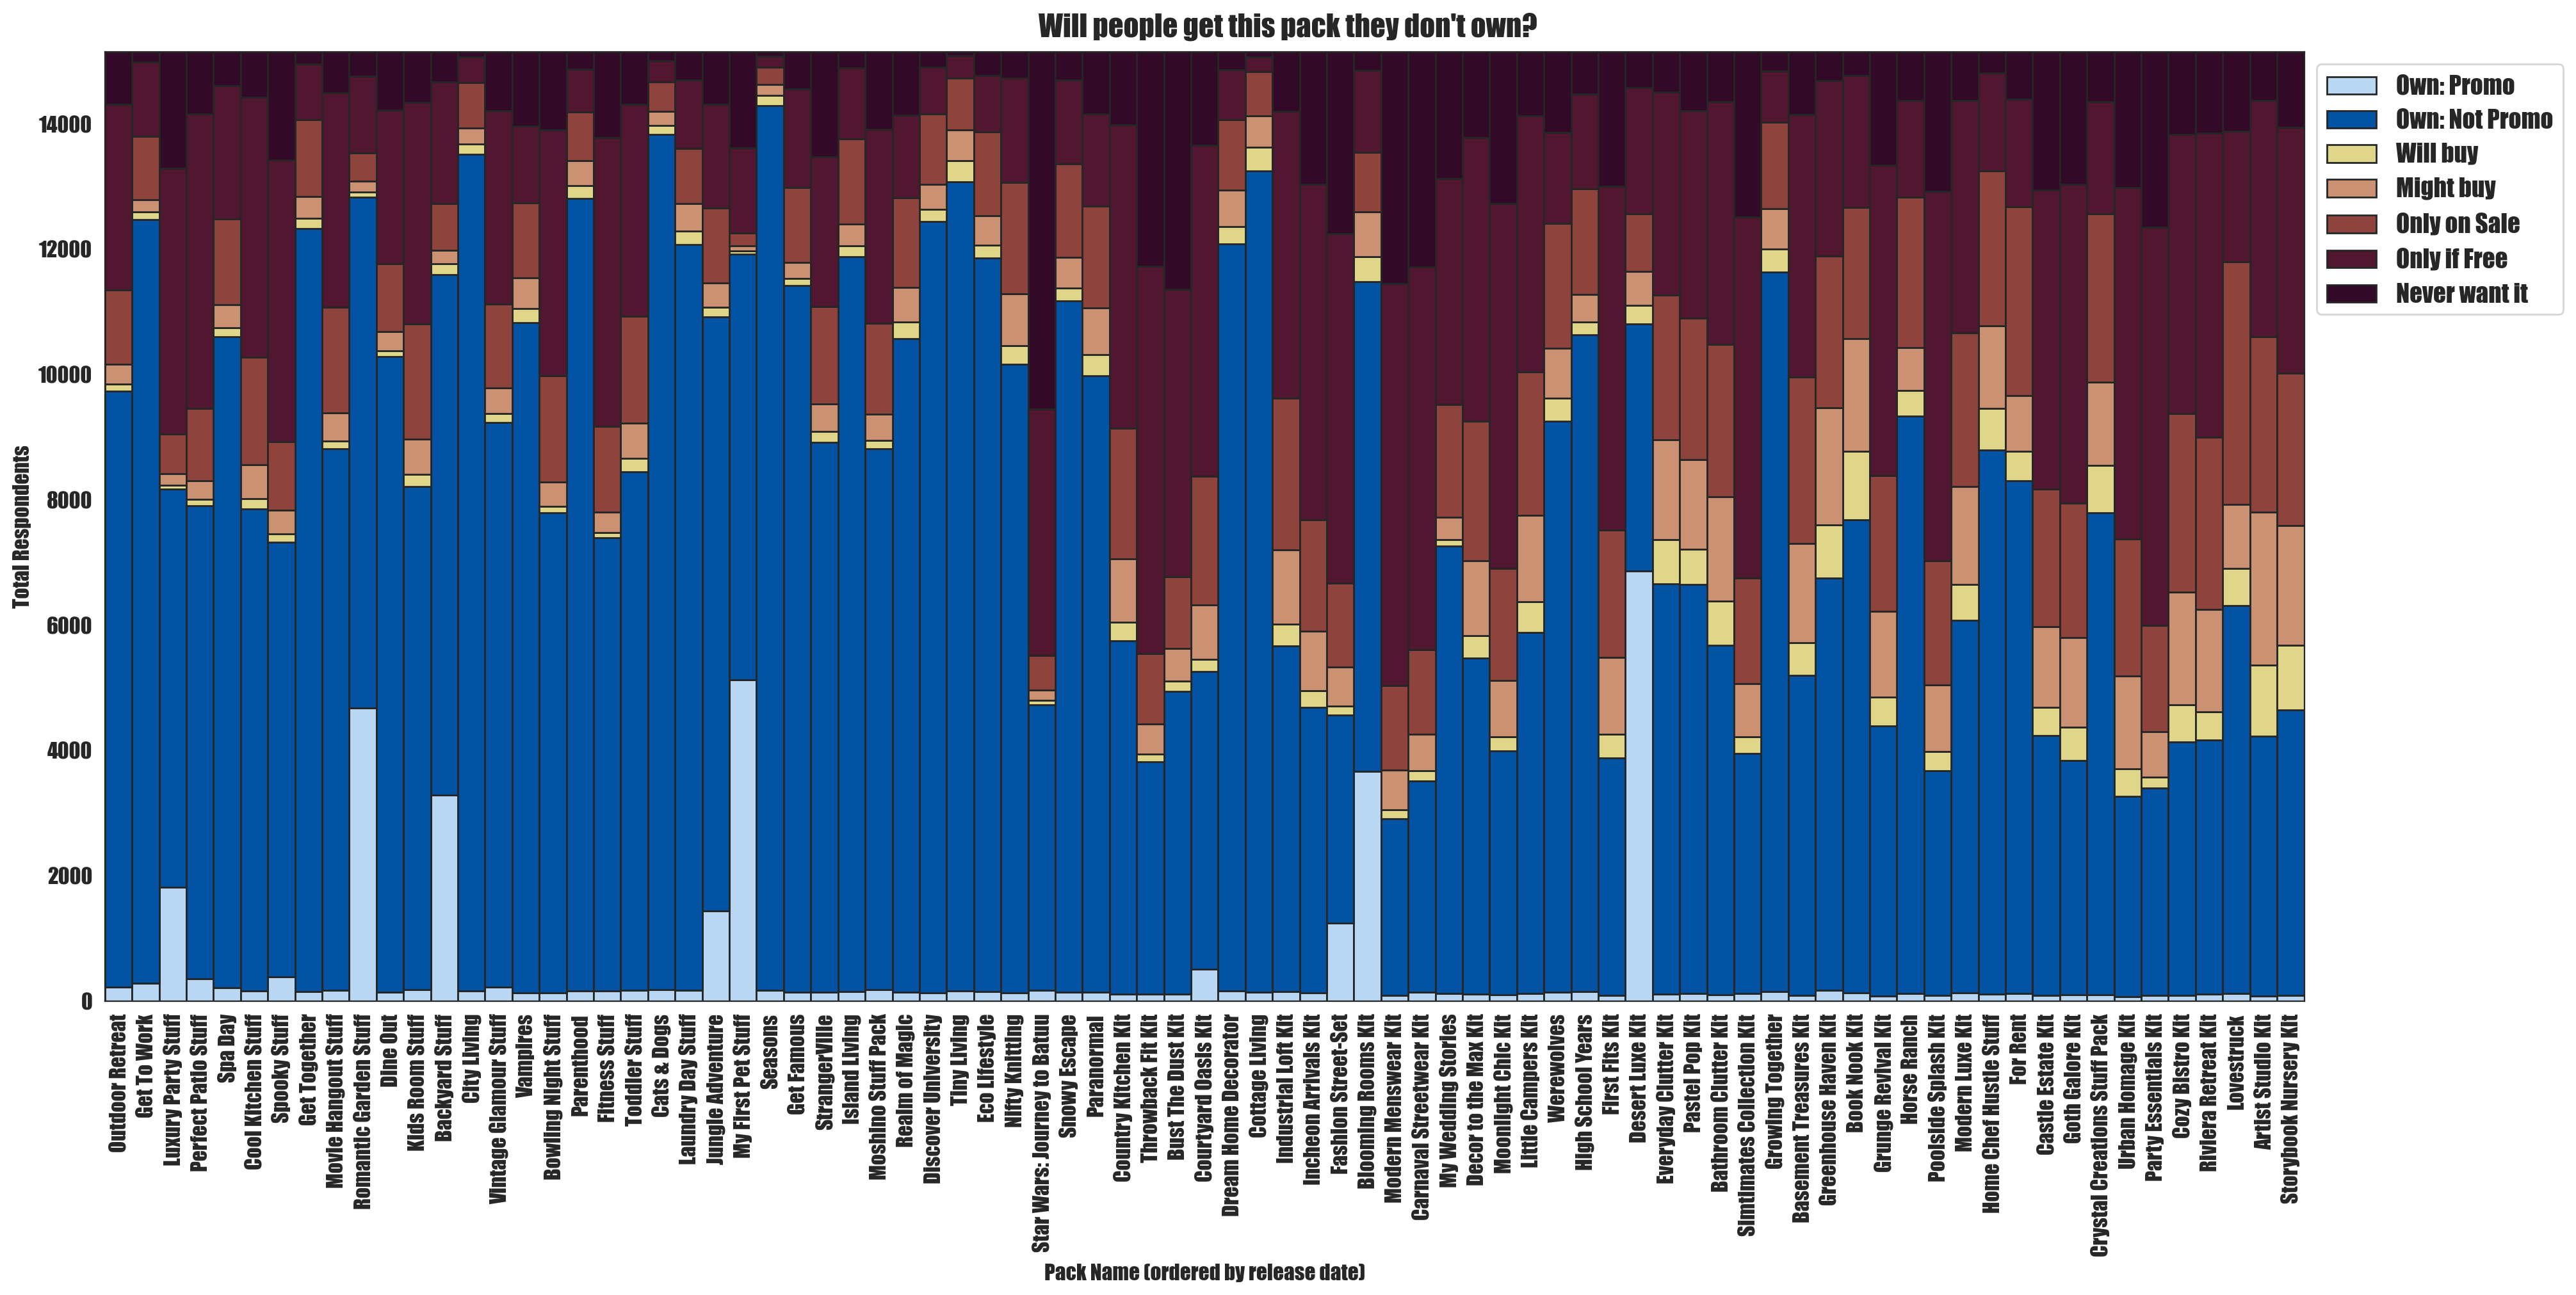 Will people get this pack they don't own?
Own: Promo
Own: Not Promo
Will buy
Might buy
Only on Sale
Only if Free
Never want it
Total Respondents
14000
12000
10000
8000
6000
4000
2000
0
Outdoor Retreat
Get To Work
Luxury Party Stuff
Perfect Patio Stuff
Spa Day
Cool Kitchen Stuff
Spooky Stuff
Get Together
Movie Hangout Stuff
Romantic Garden Stuff
Dine Out
Kids Room Stuff
Backyard Stuff
City Living
Vintage Glamour Stuff
Vampires
Bowling Night Stuff
Parenthood
Fitness Stuff
Toddler Stuff
Cats & Dogs
Laundry Day Stuff
Jungle Adventure
My First Pet Stuff
Seasons
Get Famous
StrangerVille
Island Living
Moshino Stuff Pack
Realm of Magic
Discover University
Tiny Living
Eco Lifestyle
Nifty Knitting
Star Wars: Journey to Batuu
Snowy Escape
Paranormal
Country Kitchen Kit
Throwback Fit Kit
Bust The Dust Kit
Courtyard Oasis Kit
Dream Home Decorator
Cottage Living
Industrial Loft Kit
Incheon Arrivals Kit
Fashion Street-Set
Blooming Rooms Kit
Modern Menswear Kit
Carnaval Streetwear Kit
My Wedding Stories
Decor to the Max Kit
Moonlight Chic Kit
Little Campers Kit
Werewolves
High School Years
First Fits Kit
Desert Luxe Kit
Everyday Clutter Kit
Pastel Pop Kit
Bathroom Clutter Kit
Simtimates Collection Kit
Growing Together
Basement Treasures Kit
Greenhouse Haven Kit
Book Nook Kit
Grunge Revival Kit
Horse Ranch
Poolside Splash Kit
Modern Luxe Kit
Home Chef Hustle Stuff
For Rent
Castle Estate Kit
Goth Galore Kit
Crystal Creations Stuff Pack
Urban Homage Kit
Party Essentials Kit
Cozy Bistro Kit
Riviera Retreat Kit
Lovestruck
Artist Studio Kit
Storybook Nursery Kit
Pack Name (ordered by release date)